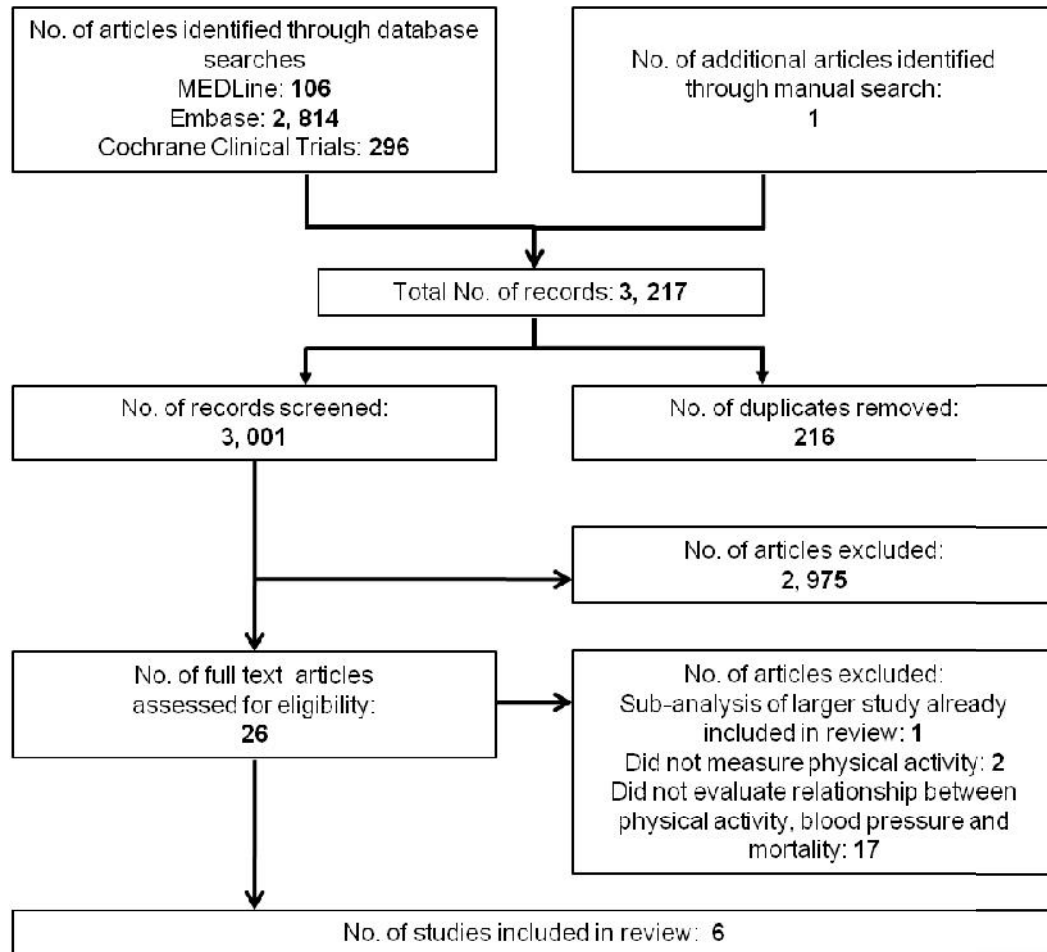 No. of articles identified through database
searches
MEDLine: 106
Embase: 2, 814
Cochrane Clinical Trials: 296
No. of additional articles identified
through manual search:
1
Total No. of records: 3, 217
No. of records screened:
3, 001
No. of duplicates removed:
216
No. of articles excluded:
2, 975
No. of full text articles
assessed for eligibility:
26
No. of articles excluded:
Sub-analysis of larger study already
included in review: 1
Did not measure physical activity: 2
Did not evaluate relationship between
physical activity, blood pressure and
mortality: 17
No. of studies included in review: 6